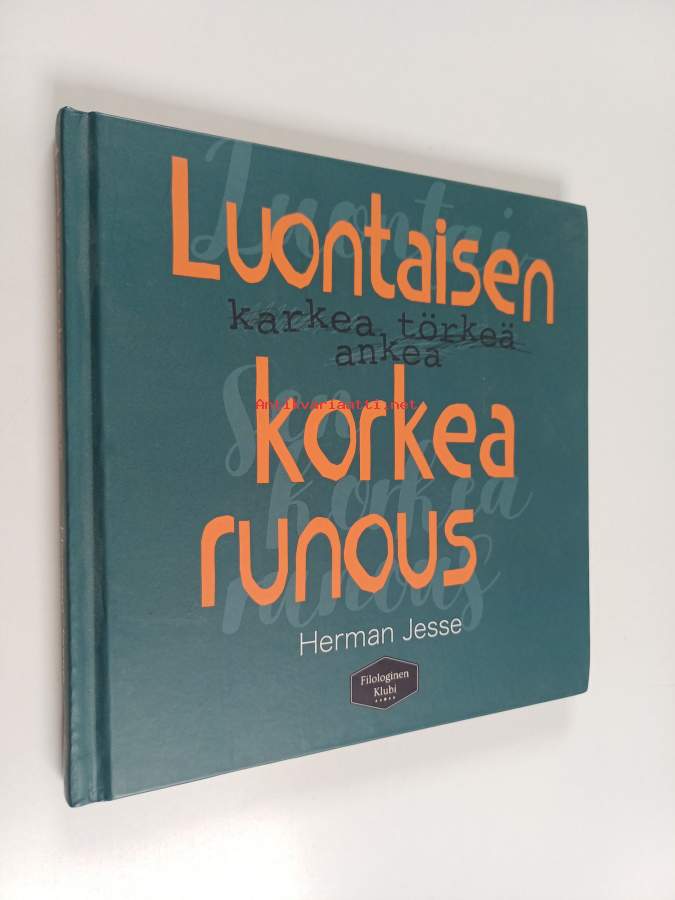 Luontaisen
karkea törkeä
ankea
Antikvariaatti.net
korkea
runous
Herman Jesse
Filologinen
Klubi